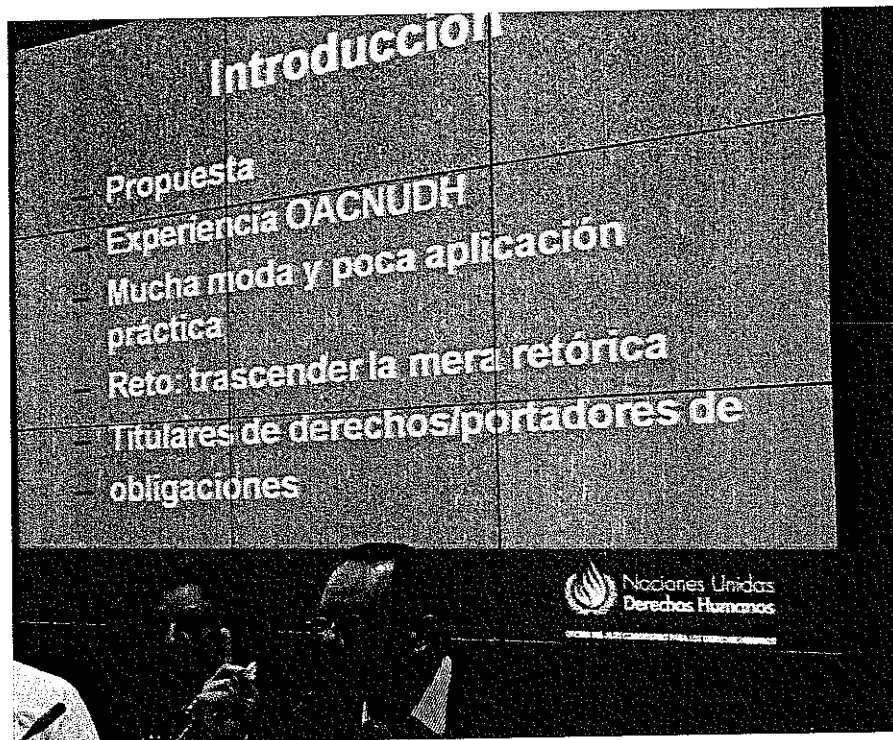 Introducción
– Propuesta
– Experiencia OACNUDH
– Mucha moda y poca aplicación
práctica
– Reto: trascender la mera retórica
– Titulares de derechos/portadores de
– obligaciones
Naciones Unidas
Derechos Humanos